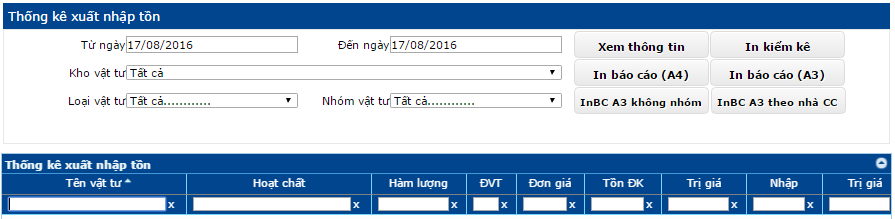 Thống kê xuất nhập tồn
Từ ngày 17/08/2016 Đến ngày 17/08/2016 Xem thông tin In kiểm kê
Kho vật tư Tất cả In báo cáo (A4) In báo cáo (A3)
Loại vật tư Tất cả............ Nhóm vật tư Tất cả............ InBC A3 không nhóm InBC A3 theo nhà CC
Thống kê xuất nhập tồn
Tên vật tư Hoạt chất Hàm lượng ĐVT Đơn giá Tồn ĐK Trị giá Nhập Trị giá
x x x x x x x x